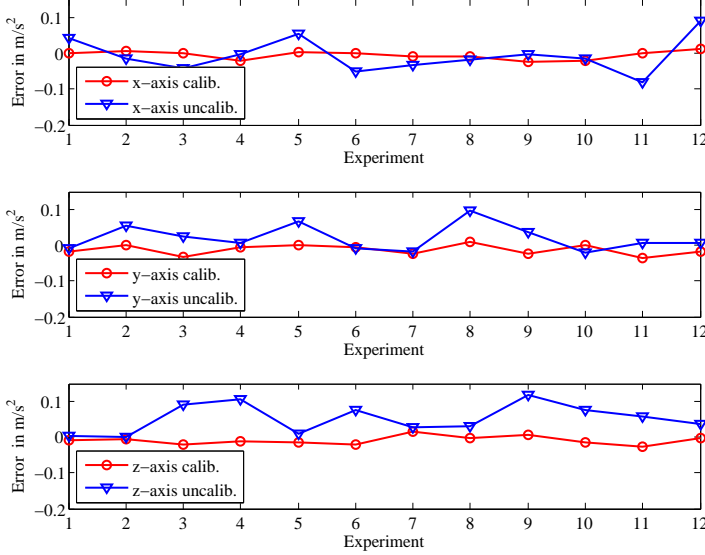 0.1
0
−0.1
−0.2
Error in m/s²
x−axis calib.
x−axis uncalib.
1 2 3 4 5 6 7 8 9 10 11 12
Experiment
0.1
0
−0.1
−0.2
Error in m/s²
y−axis calib.
y−axis uncalib.
1 2 3 4 5 6 7 8 9 10 11 12
Experiment
0.1
0
−0.1
−0.2
Error in m/s²
z−axis calib.
z−axis uncalib.
1 2 3 4 5 6 7 8 9 10 11 12
Experiment